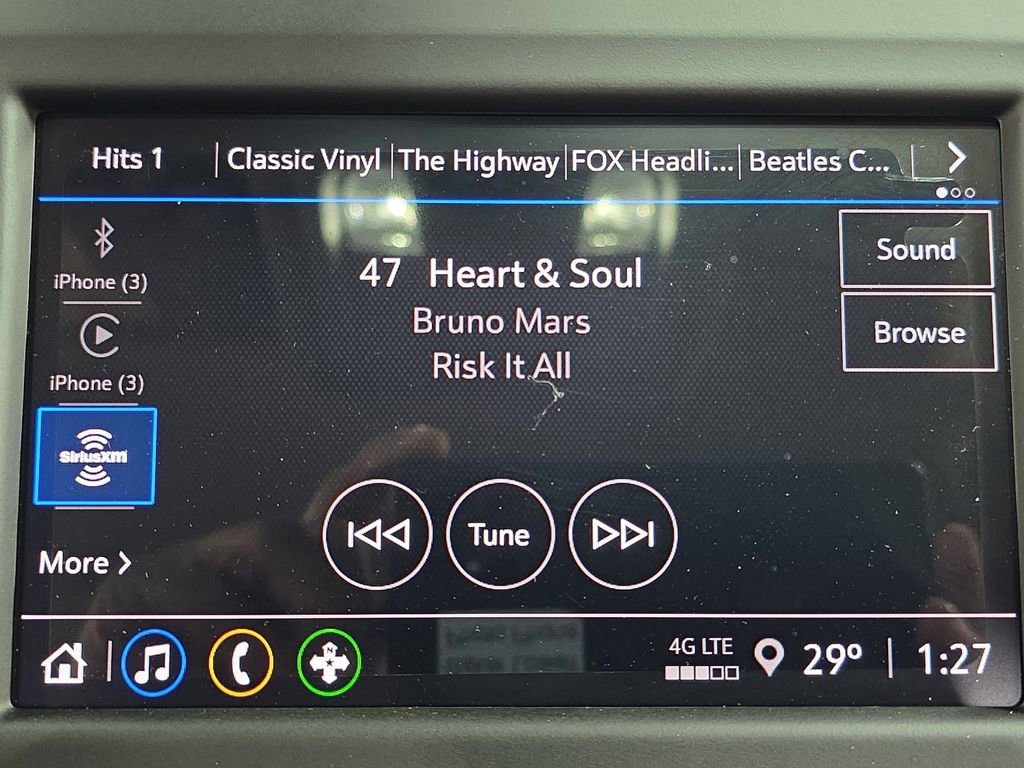 Hits 1
Classic Vinyl
The Highway
FOX Headli...
Beatles C...
iPhone (3)
iPhone (3)
SiriusXM
More
47 Heart & Soul
Bruno Mars
Risk It All
Sound
Browse
Tune
N
4G LTE
29°
1:27